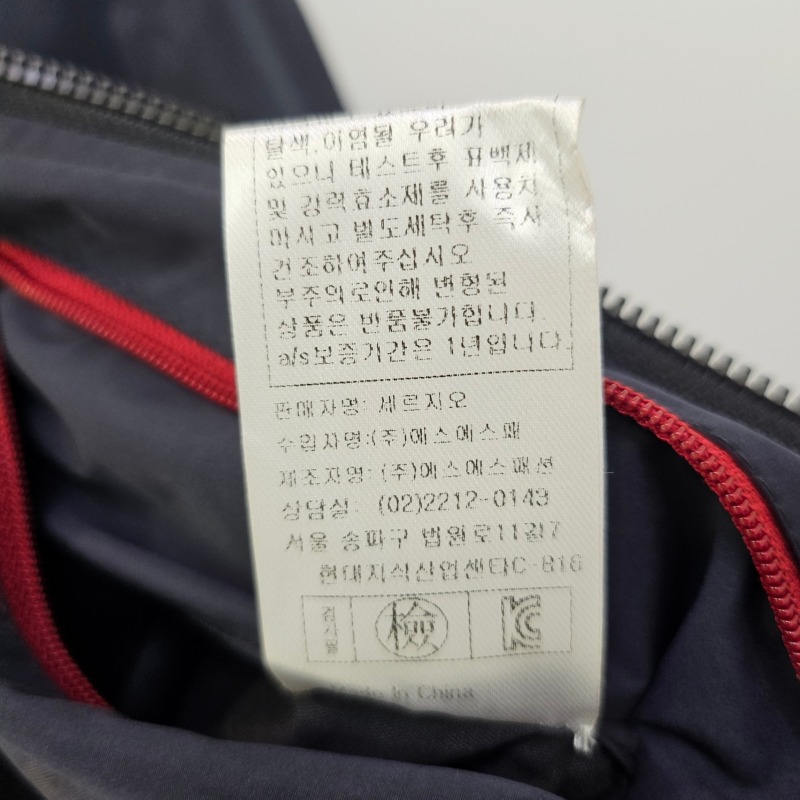 탈색.이염될 우려가
있으니 테스트후 표백제
및 강력효소제를 사용치
마시고 별도세탁후 즉시
건조하여주십시오
부주의로인해 변형된
상품은 반품불가합니다.
a/s보증기간은 1년입니다.
판매자명: 세르지오
수입자명:(주)에스에스패
제조자명: (주)에스에스패션
상담실: (02)2212-0143
서울 송파구 법원로11길7
현대지식산업센타C-816
검사필 檢 KC
Made In China